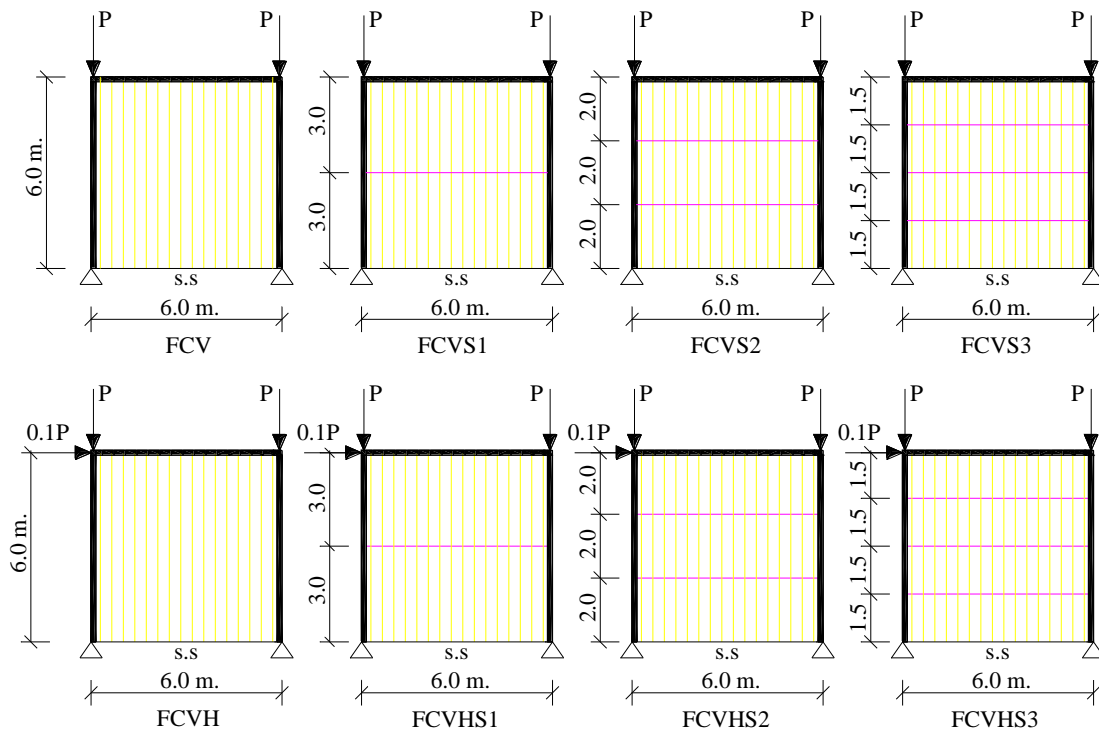 P P P P P P P P
6.0 m. 3.0 2.0 1.5
3.0 2.0 1.5
2.0 1.5
1.5
s.s s.s s.s s.s
6.0 m. 6.0 m. 6.0 m. 6.0 m.
FCV FCVS1 FCVS2 FCVS3
P P P P P P P P
0.1P 0.1P 0.1P 0.1P
6.0 m. 3.0 2.0 1.5
3.0 2.0 1.5
2.0 1.5
1.5
s.s s.s s.s s.s
6.0 m. 6.0 m. 6.0 m. 6.0 m.
FCVH FCVHS1 FCVHS2 FCVHS3